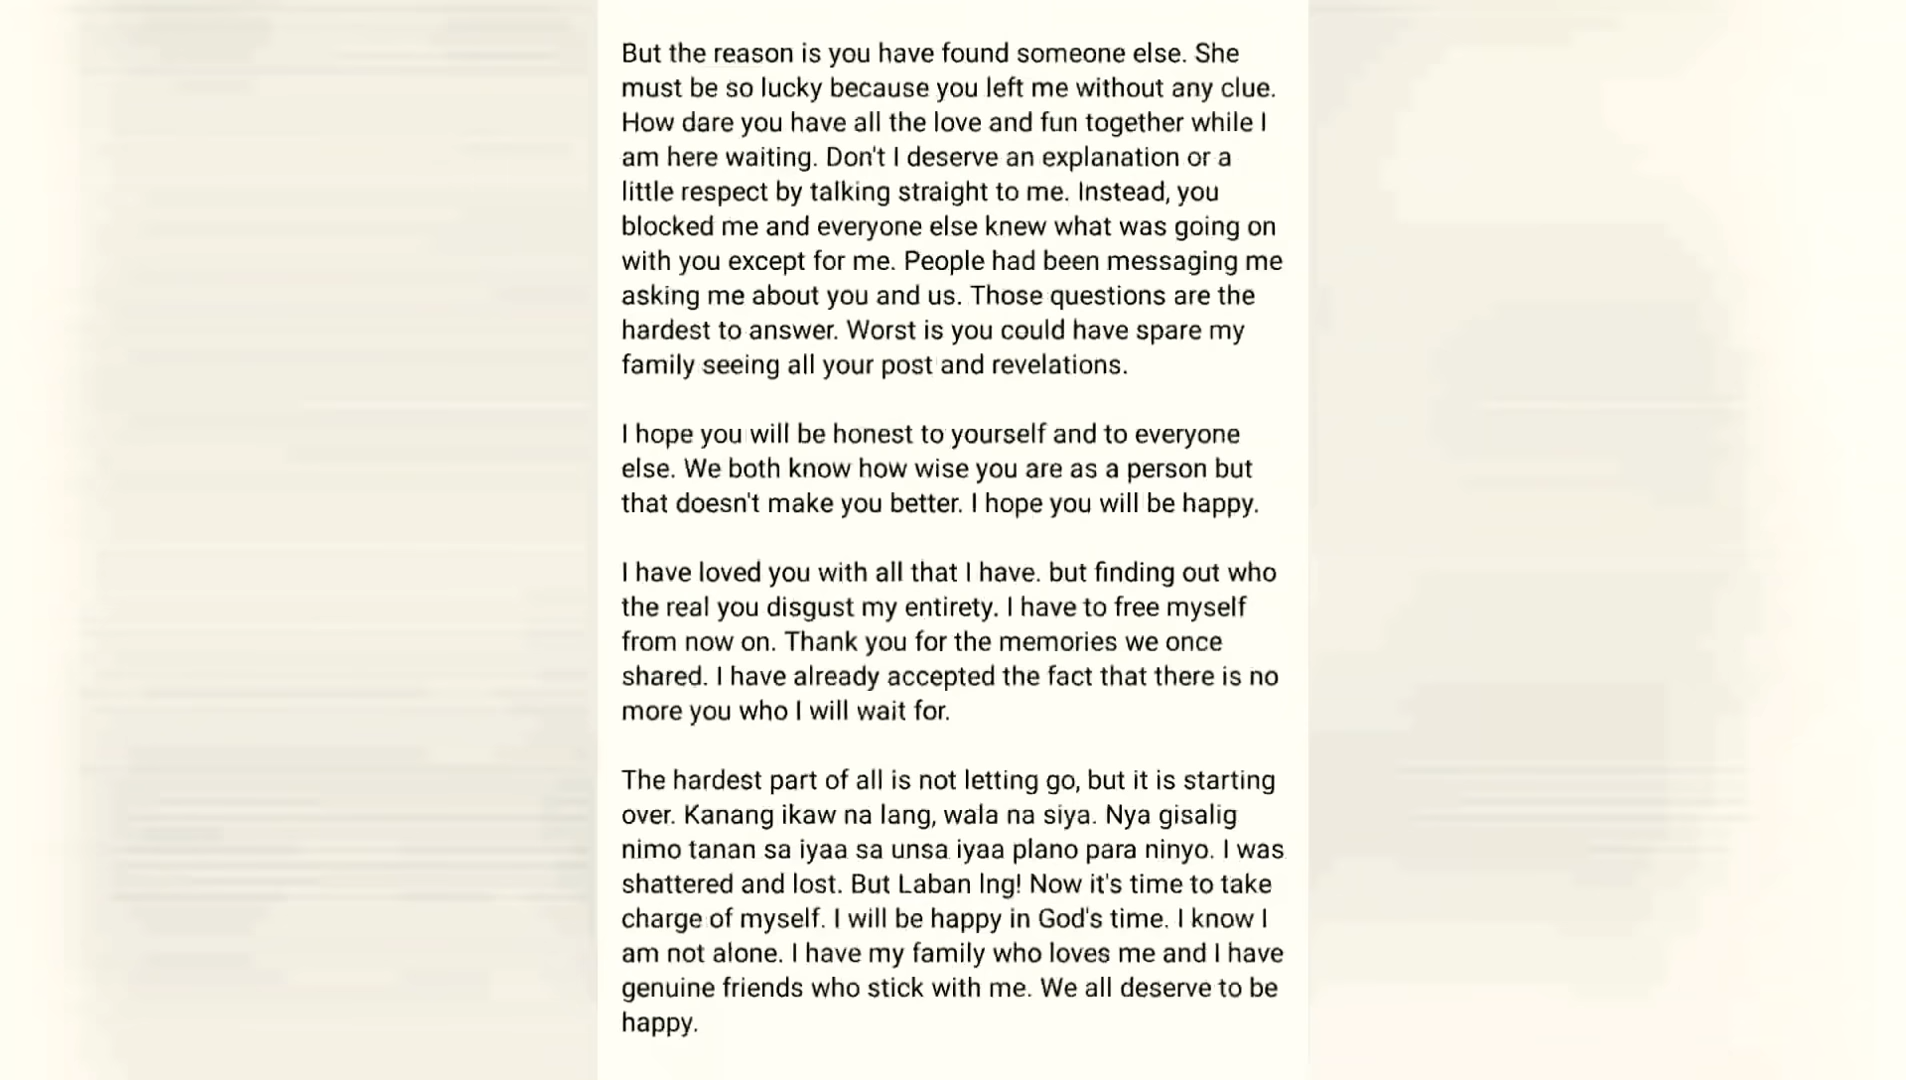 But the reason is you have found someone else. She
must be so lucky because you left me without any clue.
How dare you have all the love and fun together while I
am here waiting. Don't I deserve an explanation or a
little respect by talking straight to me. Instead, you
blocked me and everyone else knew what was going on
with you except for me. People had been messaging me
asking me about you and us. Those questions are the
hardest to answer. Worst is you could have spare my
family seeing all your post and revelations.
I hope you will be honest to yourself and to everyone
else. We both know how wise you are as a person but
that doesn't make you better. I hope you will be happy.
I have loved you with all that I have. but finding out who
the real you disgust my entirety. I have to free myself
from now on. Thank you for the memories we once
shared. I have already accepted the fact that there is no
more you who I will wait for.
The hardest part of all is not letting go, but it is starting
over. Kanang ikaw na lang, wala na siya. Nya gisalig
nimo tanan sa iyaa sa unsa iyaa plano para ninyo. I was
shattered and lost. But Laban lng! Now it's time to take
charge of myself. I will be happy in God's time. I know I
am not alone. I have my family who loves me and I have
genuine friends who stick with me. We all deserve to be
happy.